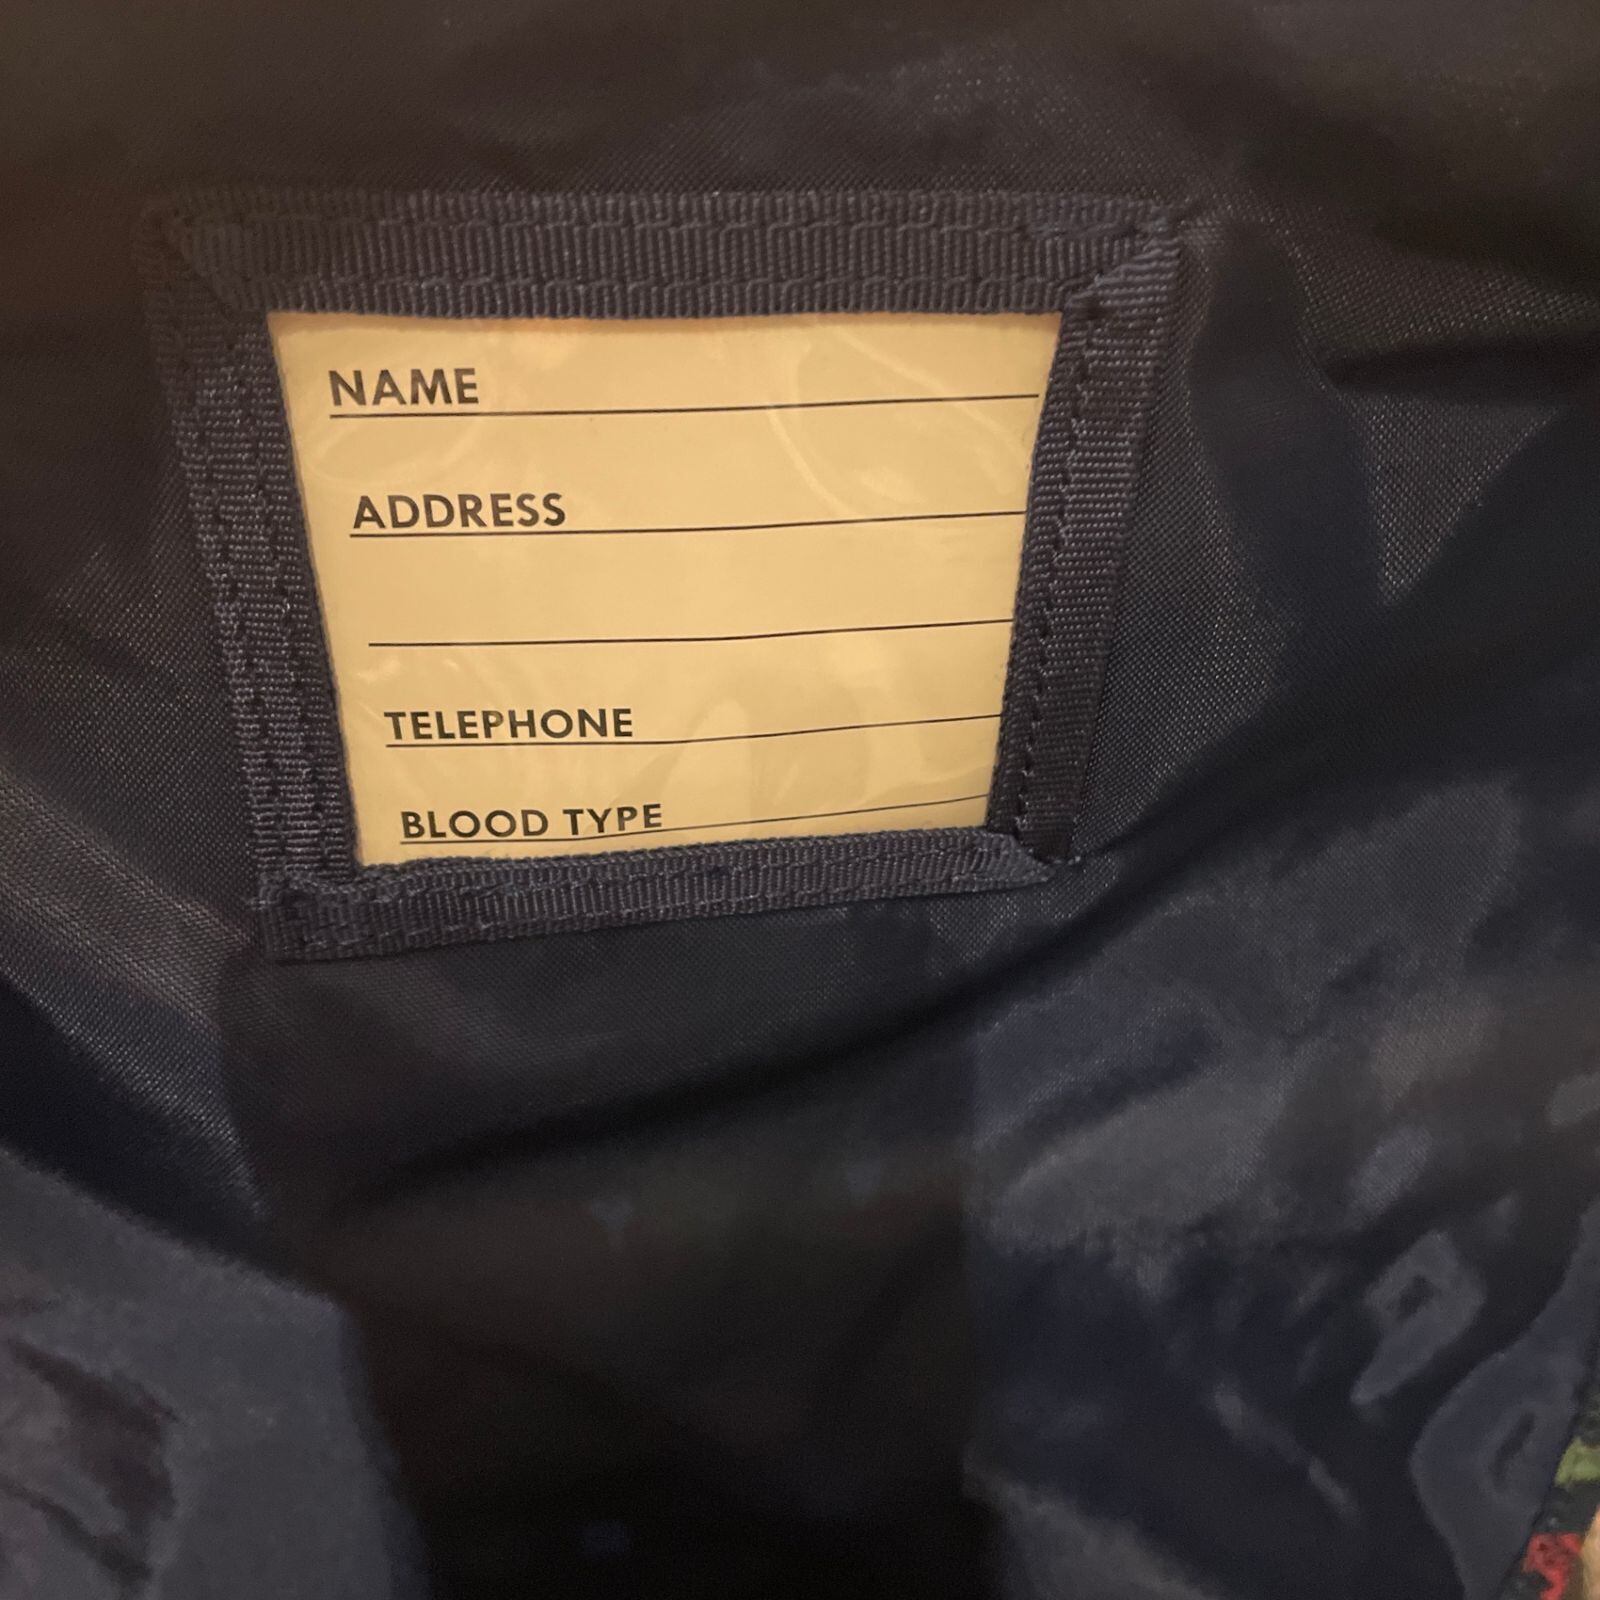 NAME
ADDRESS
TELEPHONE
BLOOD TYPE